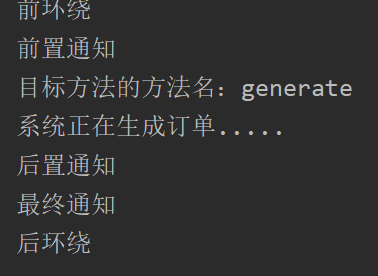 前环绕
前置通知
目标方法的方法名：generate
系统正在生成订单.....
后置通知
最终通知
后环绕